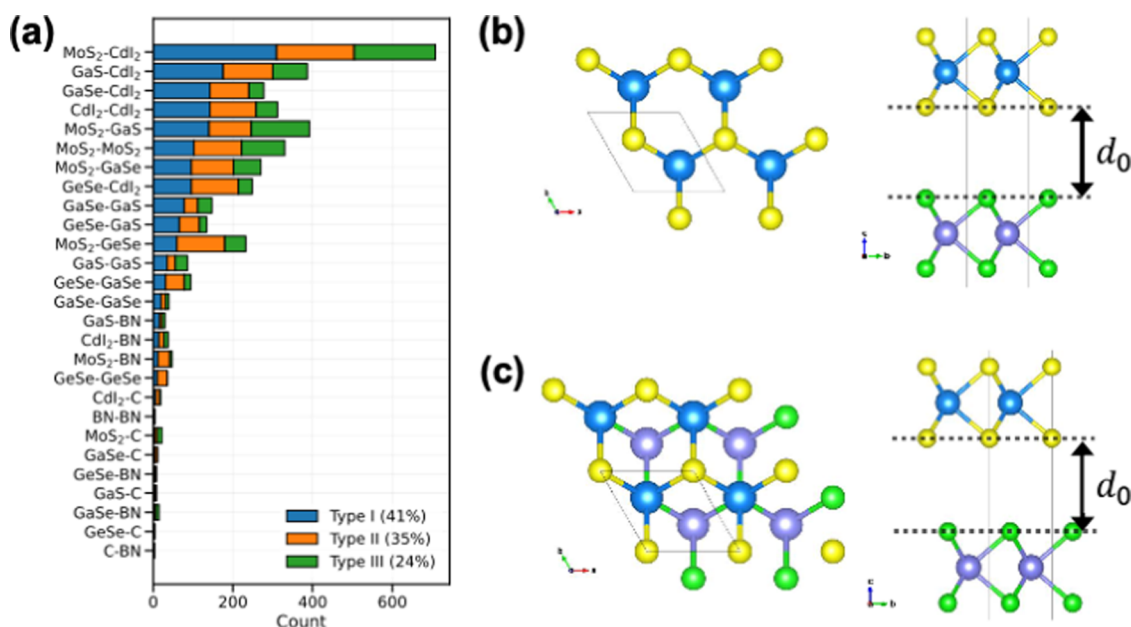 (a)
MoS₂-CdI₂
GaS-CdI₂
GaSe-CdI₂
CdI₂-CdI₂
MoS₂-GaS
MoS₂-MoS₂
MoS₂-GaSe
GeSe-CdI₂
GaSe-GaS
GeSe-GaS
MoS₂-GeSe
GaS-GaS
GeSe-GaSe
GaSe-GaSe
GaS-BN
CdI₂-BN
MoS₂-BN
GeSe-GeSe
CdI₂-C
BN-BN
MoS₂-C
GaSe-C
GeSe-BN
GaS-C
GaSe-BN
GeSe-C
C-BN
Type I (41%)
Type II (35%)
Type III (24%)
0 200 400 600
Count
(b)
d₀
(c)
d₀